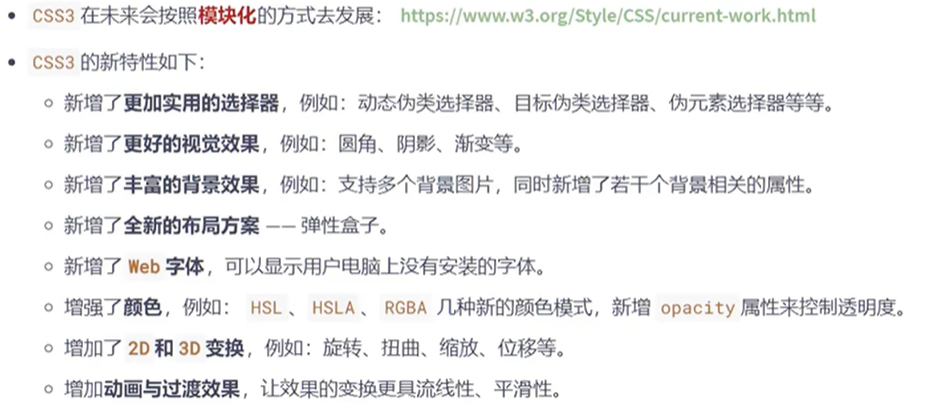 CSS3 在未来会按照模块化的方式去发展： https://www.w3.org/Style/CSS/current-work.html
CSS3 的新特性如下：
新增了更加实用的选择器，例如：动态伪类选择器、目标伪类选择器、伪元素选择器等等。
新增了更好的视觉效果，例如：圆角、阴影、渐变等。
新增了丰富的背景效果，例如：支持多个背景图片，同时新增了若干个背景相关的属性。
新增了全新的布局方案 —— 弹性盒子。
新增了 Web 字体，可以显示用户电脑上没有安装的字体。
增强了颜色，例如： HSL 、 HSLA 、 RGBA 几种新的颜色模式，新增 opacity 属性来控制透明度。
增加了 2D 和 3D 变换，例如：旋转、扭曲、缩放、位移等。
增加动画与过渡效果，让效果的变换更具流线性、平滑性。